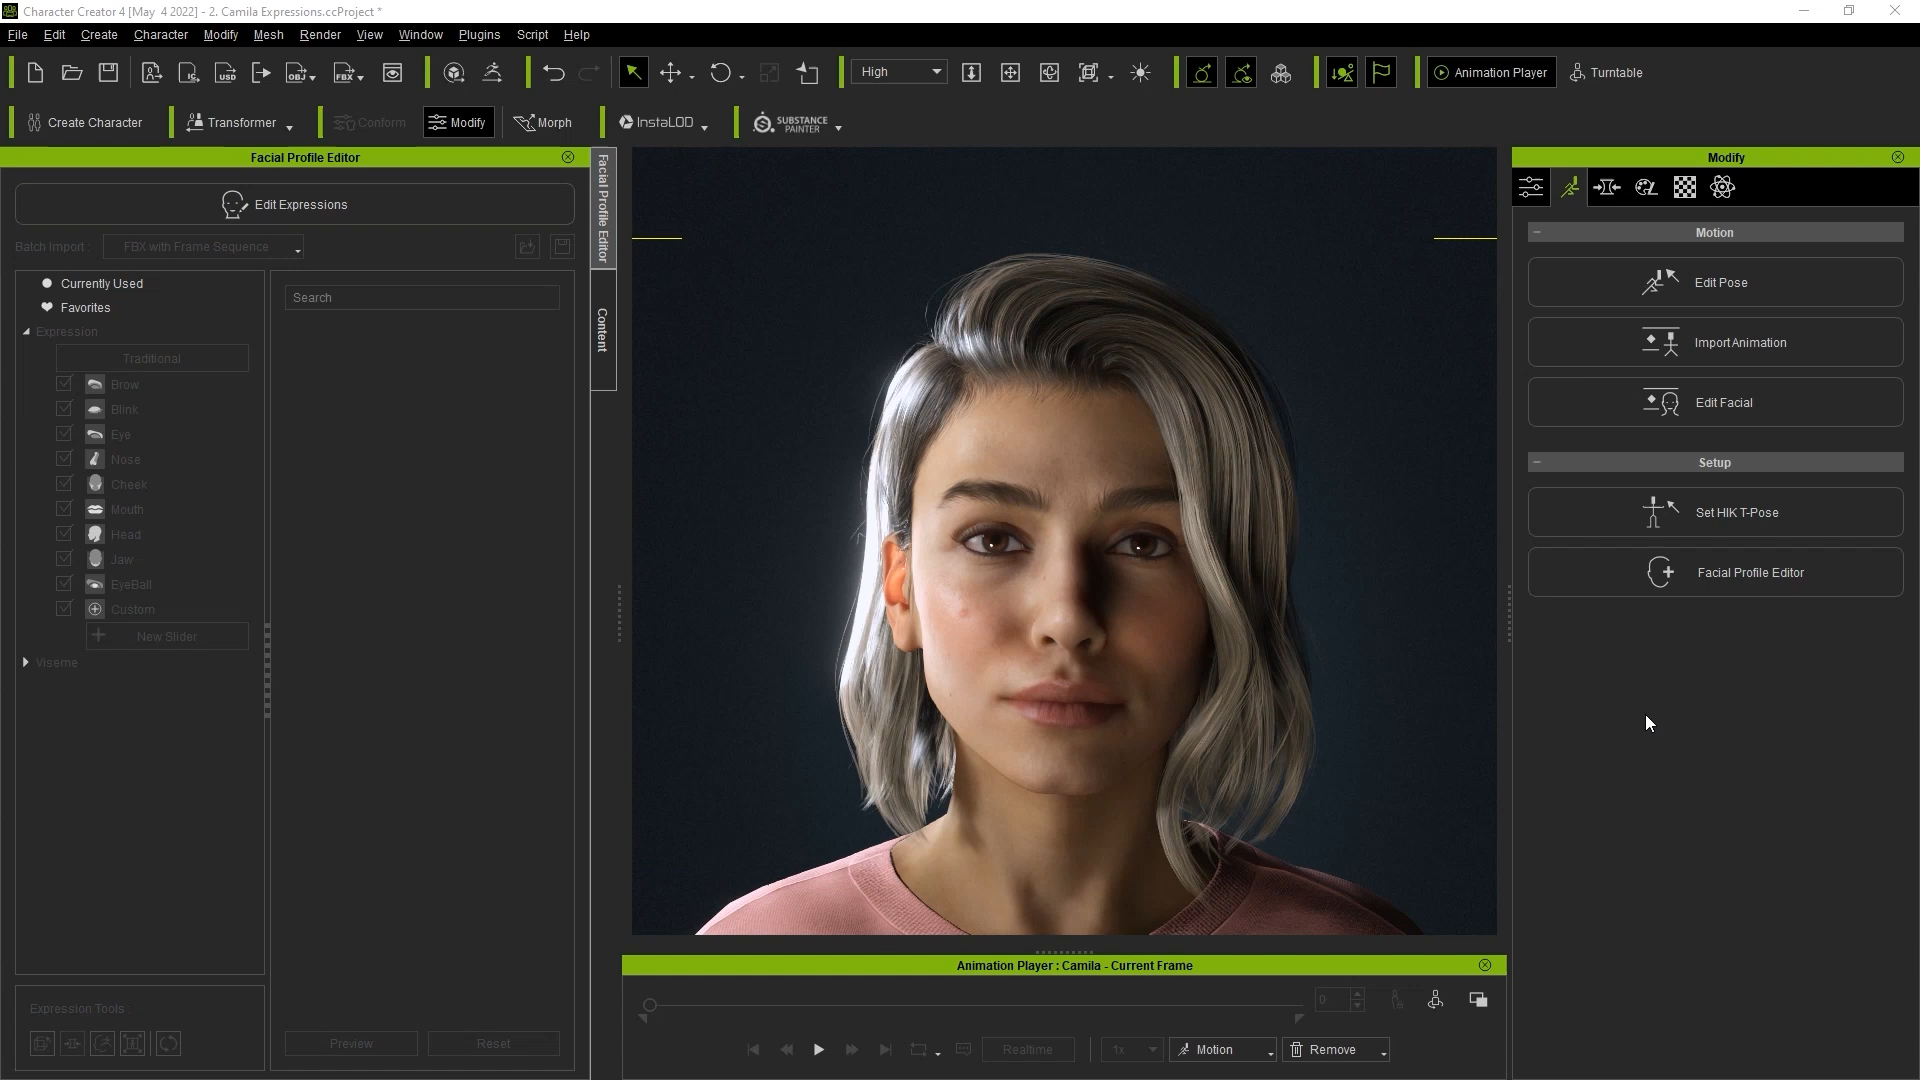 Character Creator 4 [May  4 2022] - 2. Camila Expressions.ccProject *
File Edit Create Character Modify Mesh Render View Window Plugins Script Help
IC USD OBJ FBX High Animation Player Turntable
Create Character Transformer Conform Modify Morph InstaLOD SUBSTANCE PAINTER
Facial Profile Editor
Edit Expressions
Batch Import : FBX with Frame Sequence
Currently Used
Favorites
Expression
Traditional
Brow
Blink
Eye
Nose
Cheek
Mouth
Head
Jaw
EyeBall
Custom
New Slider
Viseme
Search
Expression Tools :
Preview Reset
Facial Profile Editor
Content
Animation Player : Camila - Current Frame
0
Realtime 1x Motion Remove
Modify
Motion
Edit Pose
Import Animation
Edit Facial
Setup
Set HIK T-Pose
Facial Profile Editor